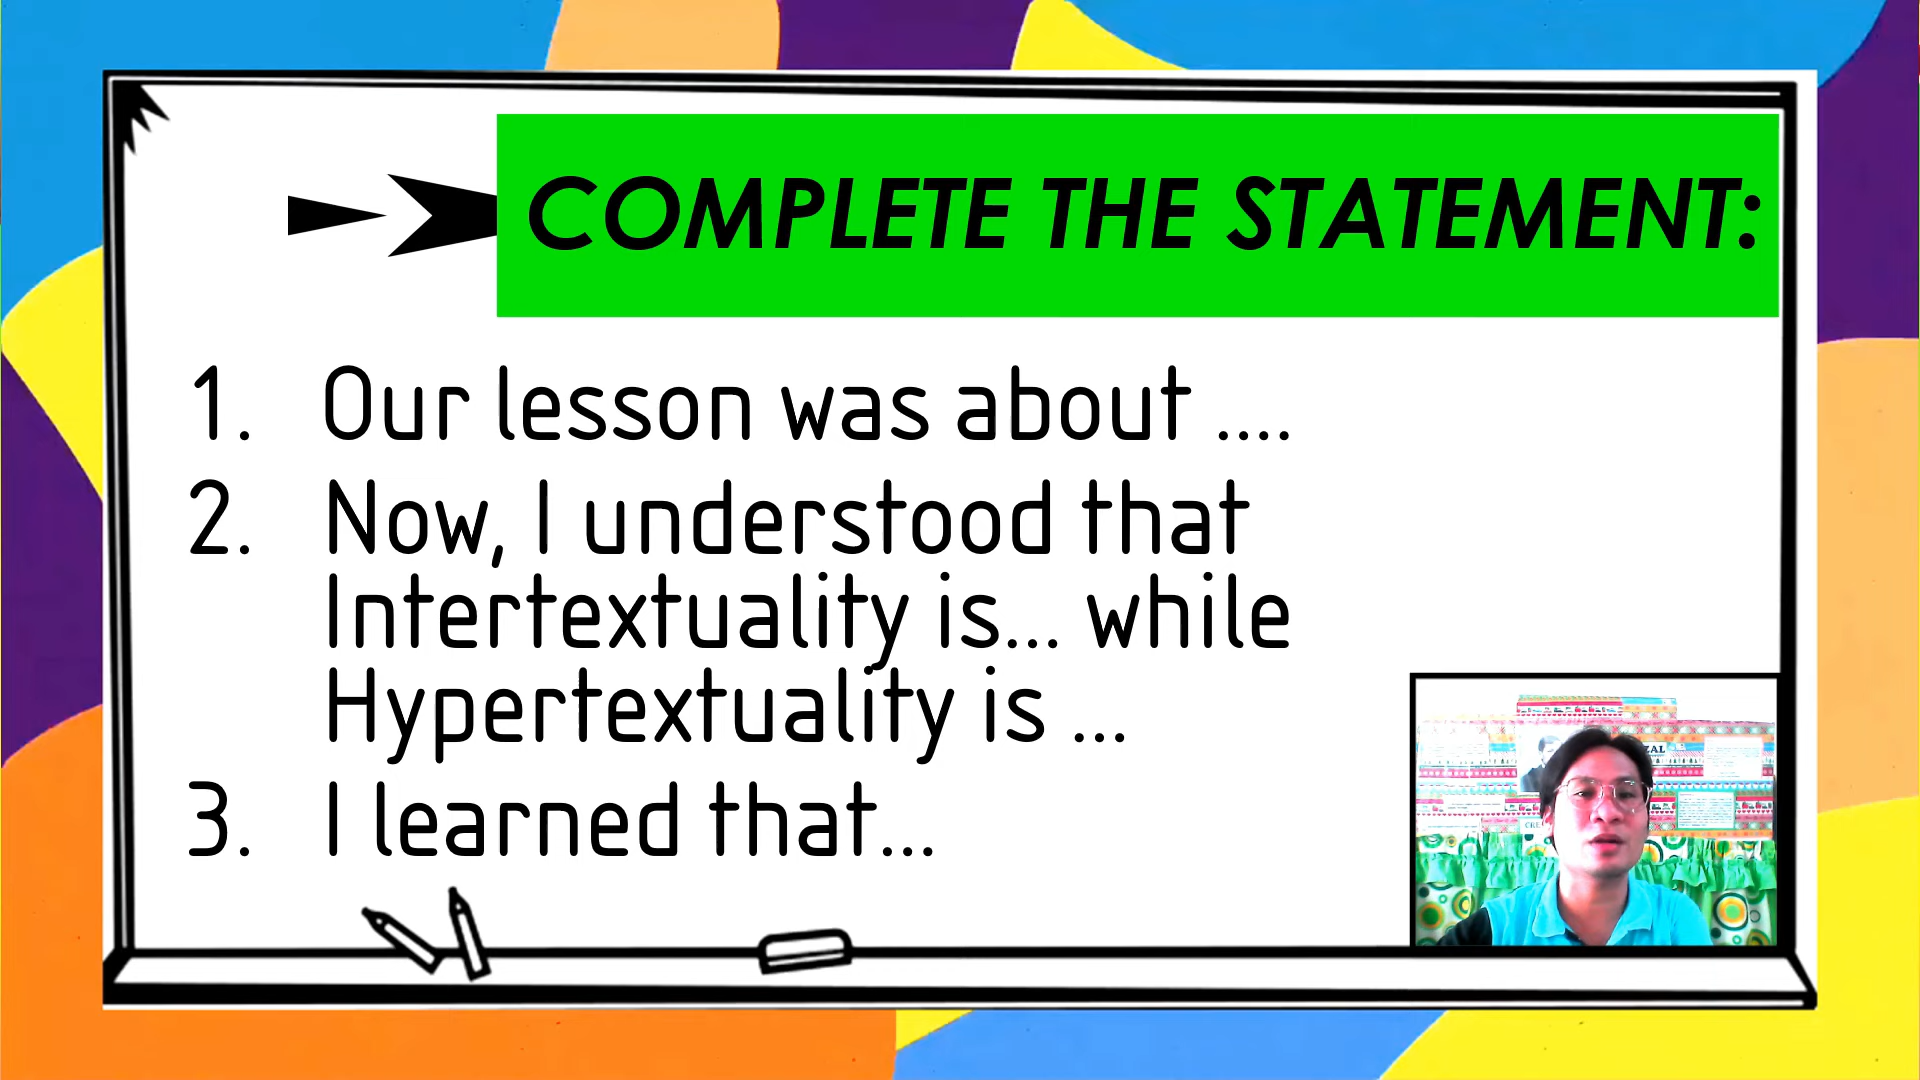 COMPLETE THE STATEMENT:
1. Our lesson was about ....
2. Now, I understood that
Intertextuality is... while
Hypertextuality is ...
3. I learned that...
ZAL